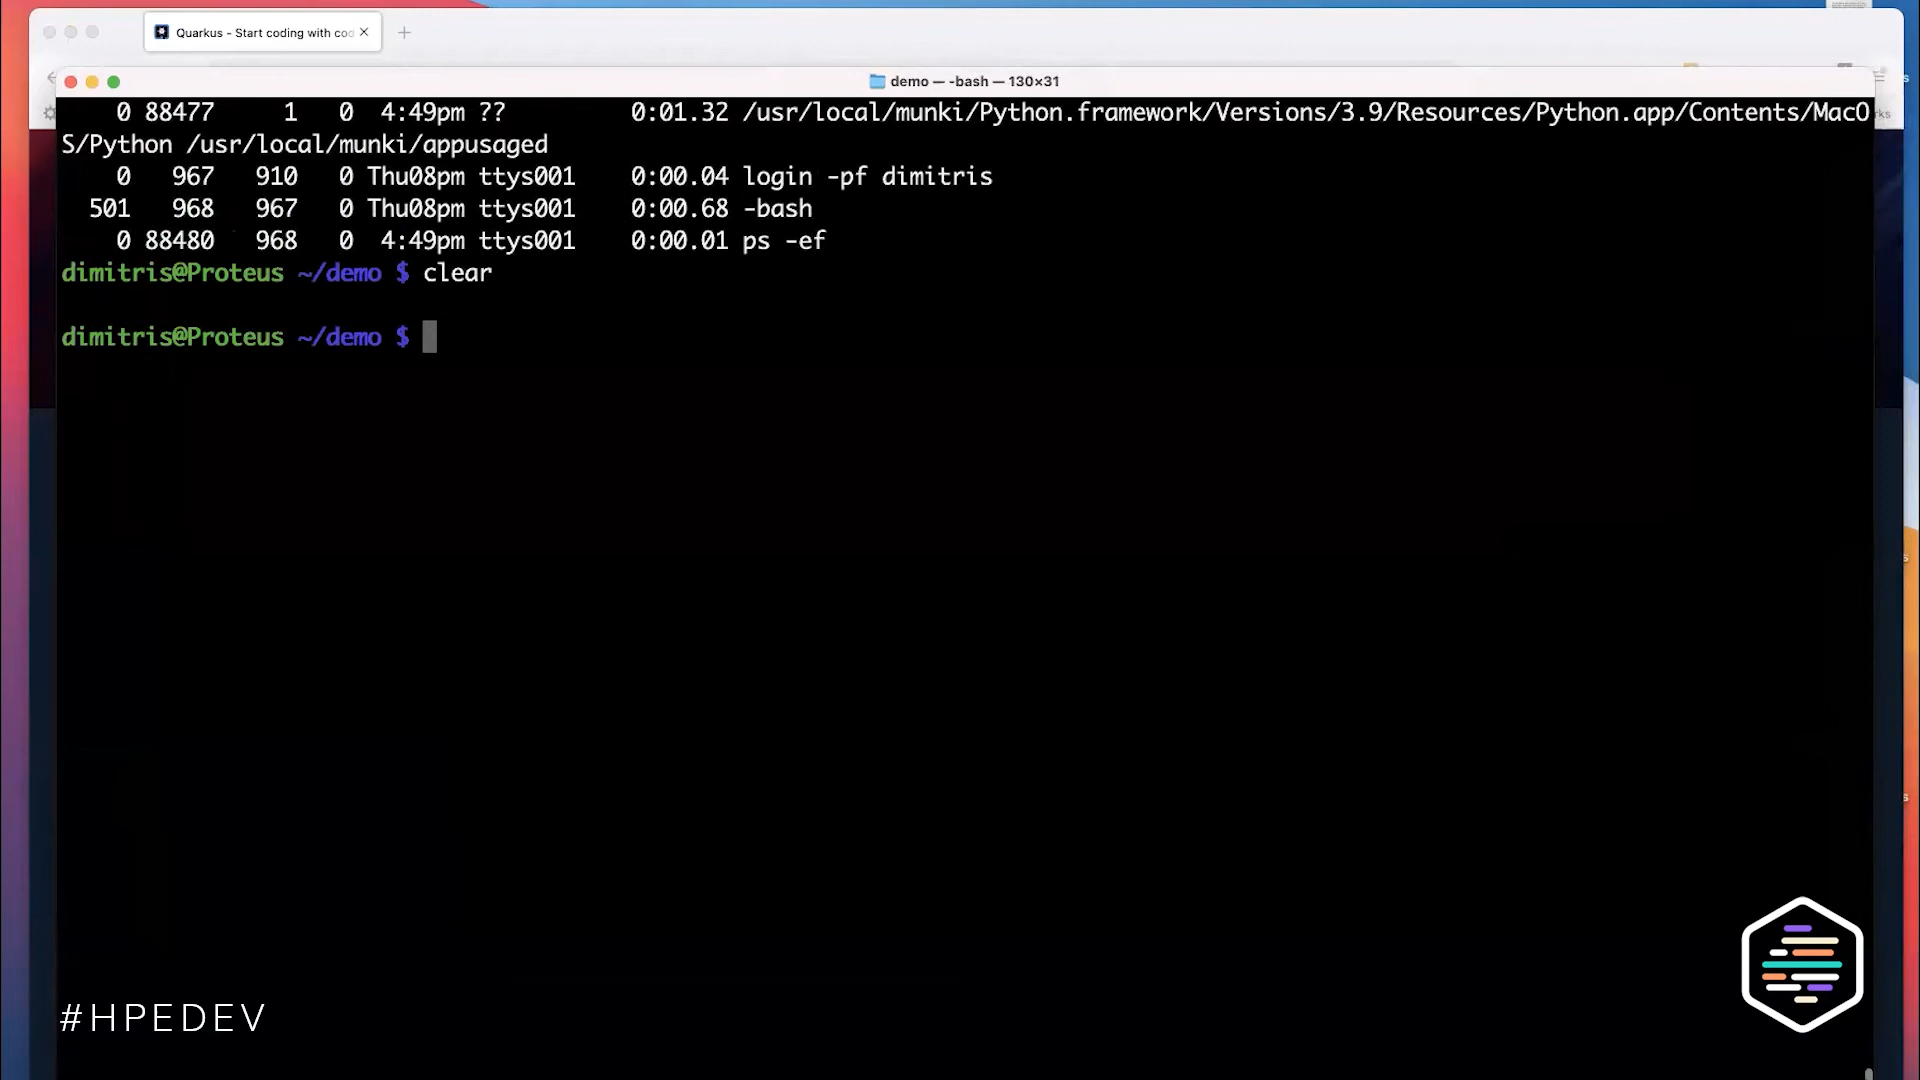 Quarkus - Start coding with cod
demo — -bash — 130×31
0 88477 1 0 4:49pm ?? 0:01.32 /usr/local/munki/Python.framework/Versions/3.9/Resources/Python.app/Contents/MacO
S/Python /usr/local/munki/appusaged
0 967 910 0 Thu08pm ttys001 0:00.04 login -pf dimitris
501 968 967 0 Thu08pm ttys001 0:00.68 -bash
0 88480 968 0 4:49pm ttys001 0:00.01 ps -ef
dimitris@Proteus ~/demo $ clear
dimitris@Proteus ~/demo $
#HPEDEV